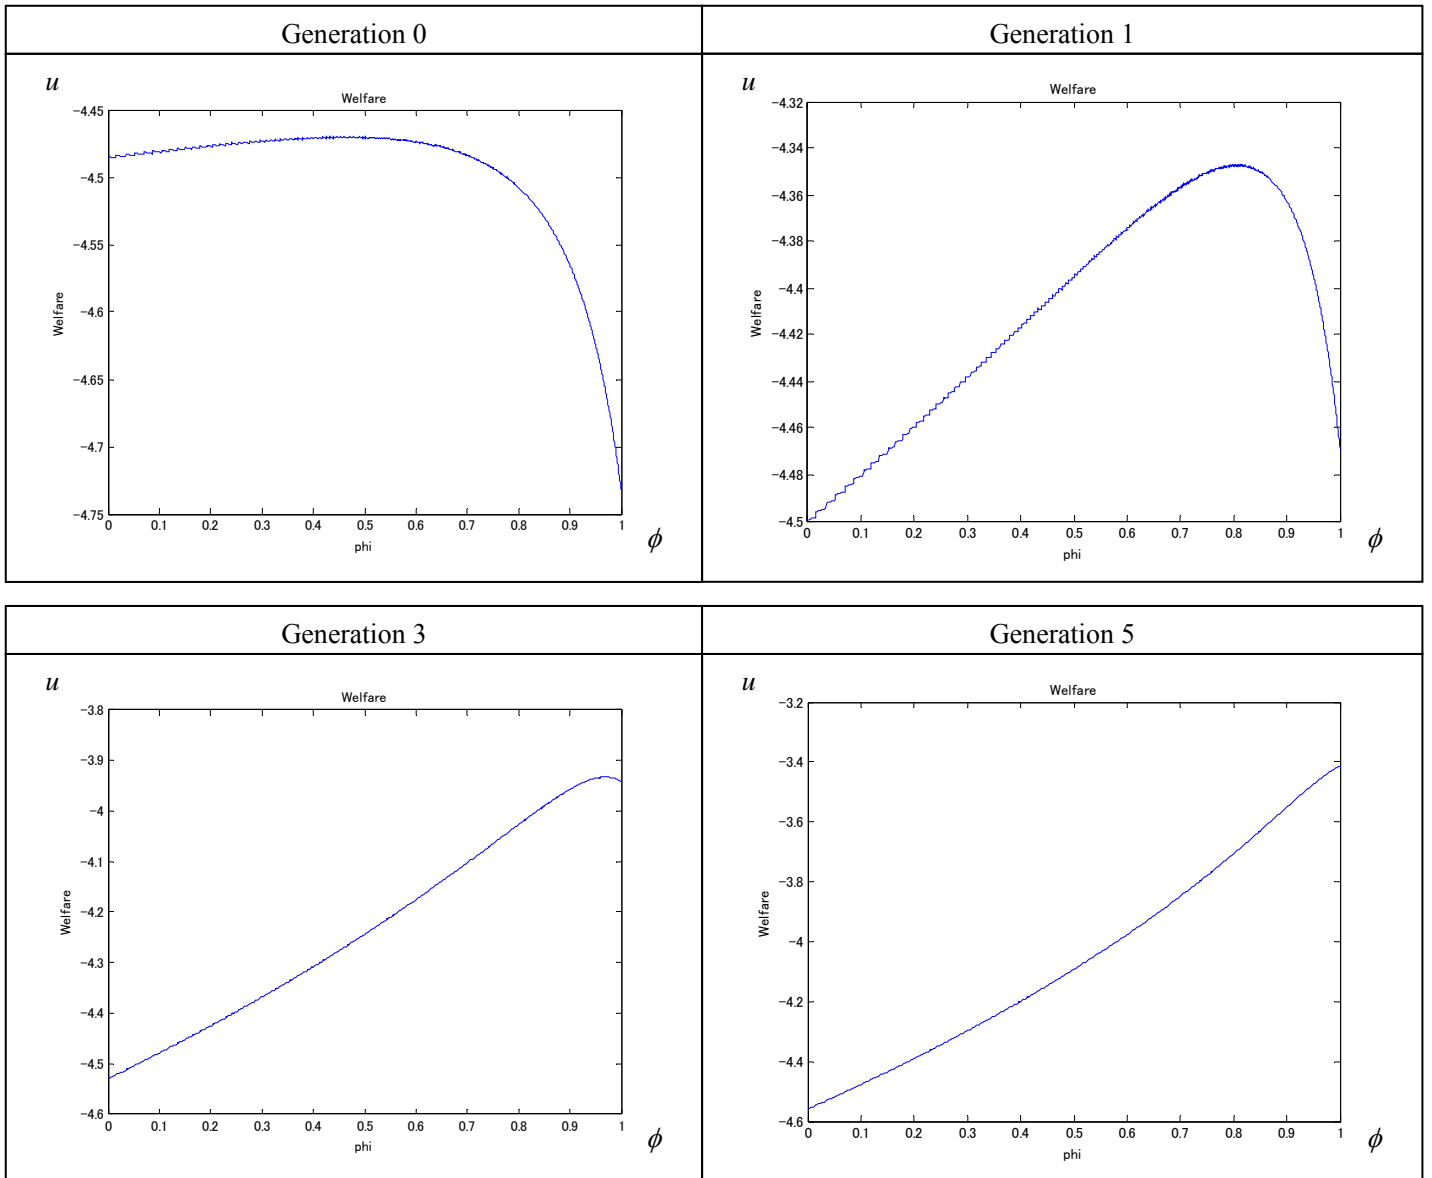 Generation 0
Generation 1
u
Welfare
-4.45
-4.5
-4.55
-4.6
-4.65
-4.7
-4.75
Welfare
0 0.1 0.2 0.3 0.4 0.5 0.6 0.7 0.8 0.9 1
phi
ϕ
u
Welfare
-4.32
-4.34
-4.36
-4.38
-4.4
-4.42
-4.44
-4.46
-4.48
-4.5
Welfare
0 0.1 0.2 0.3 0.4 0.5 0.6 0.7 0.8 0.9 1
phi
ϕ
Generation 3
Generation 5
u
Welfare
-3.8
-3.9
-4
-4.1
-4.2
-4.3
-4.4
-4.5
-4.6
Welfare
0 0.1 0.2 0.3 0.4 0.5 0.6 0.7 0.8 0.9 1
phi
ϕ
u
Welfare
-3.2
-3.4
-3.6
-3.8
-4
-4.2
-4.4
-4.6
Welfare
0 0.1 0.2 0.3 0.4 0.5 0.6 0.7 0.8 0.9 1
phi
ϕ